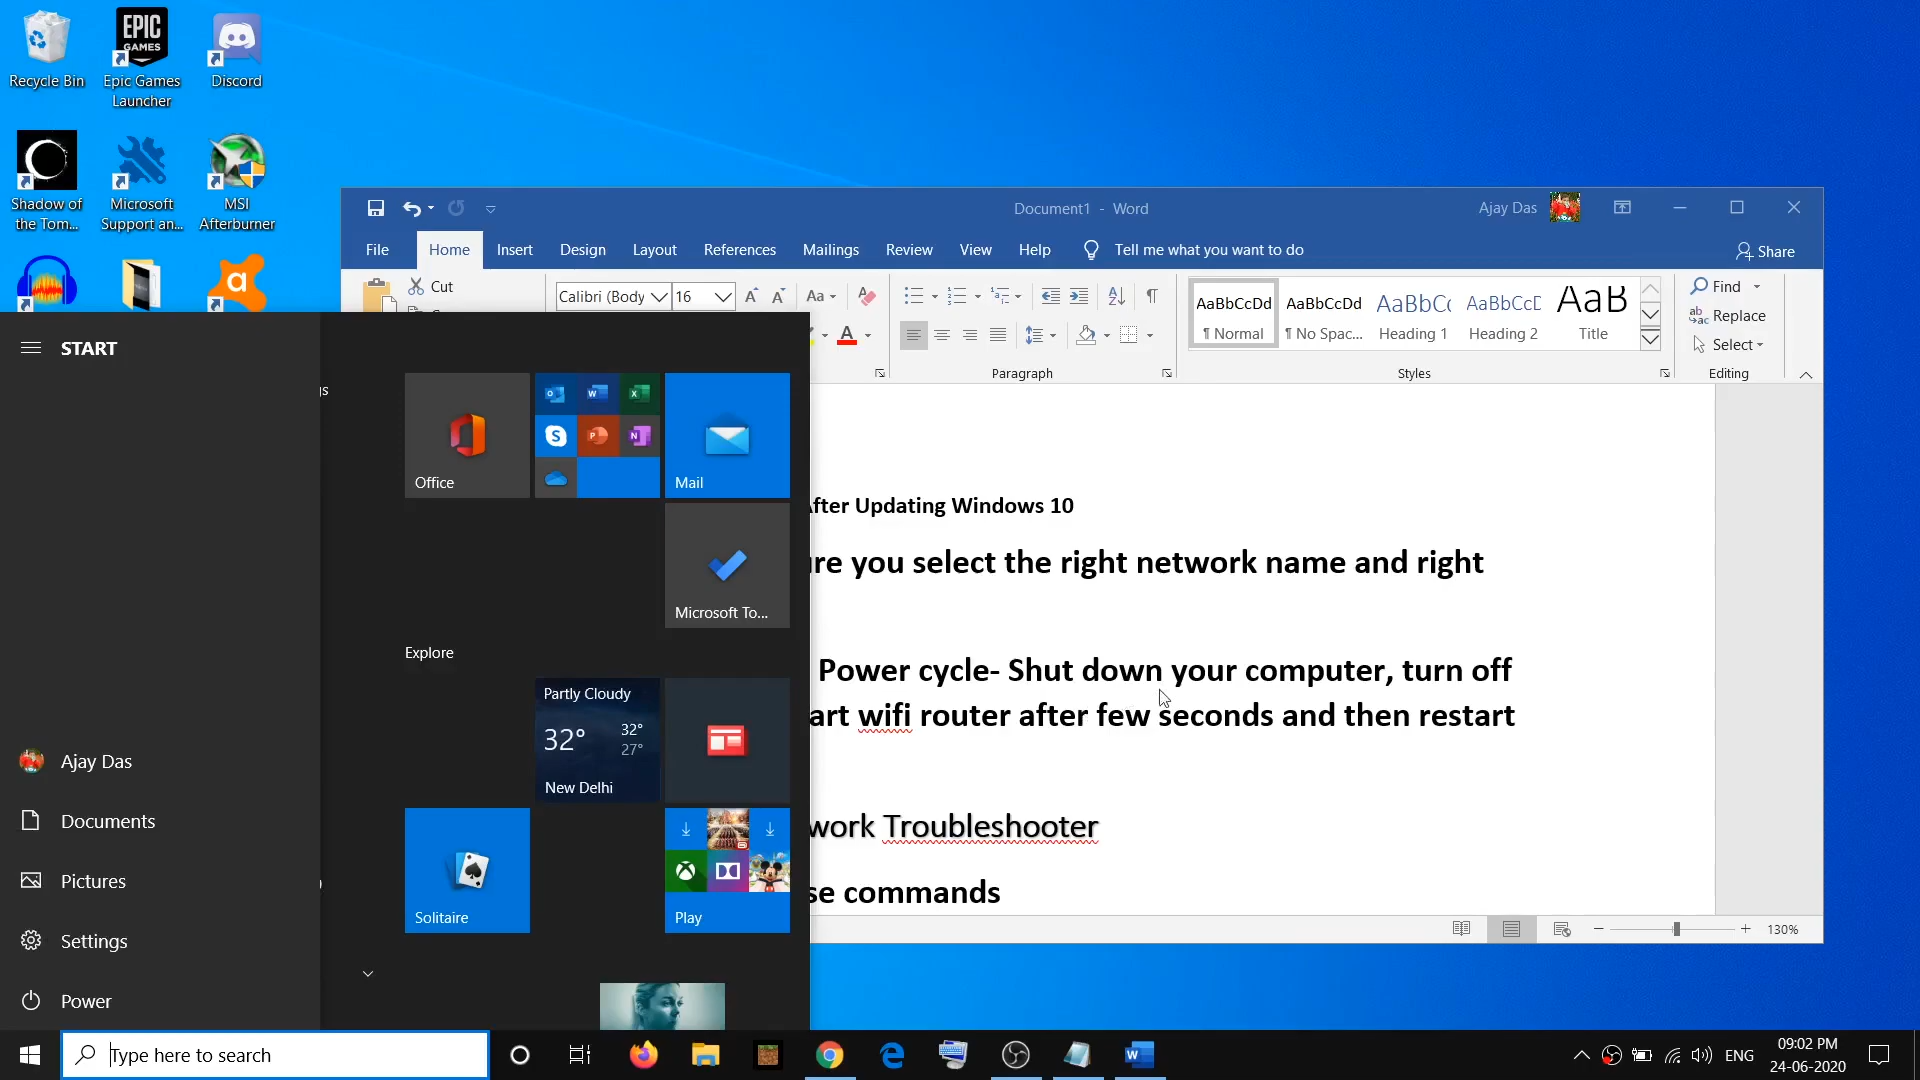 Recycle Bin
EPIC
GAMES
Epic Games
Launcher
Discord
Shadow of
the Tom...
Microsoft
Support an...
MSI
Afterburner
Document1 - Word
Ajay Das
File
Home
Insert
Design
Layout
References
Mailings
Review
View
Help
Tell me what you want to do
Share
Cut
Calibri (Body
16
Aa
AaBbCcDd
¶ Normal
AaBbCcDd
¶ No Spac...
AaBbC
Heading 1
AaBbCcD
Heading 2
AaB
Title
Find
Replace
Select
Paragraph
Styles
Editing
START
Office
Mail
Microsoft To...
Explore
Partly Cloudy
32°
32°
27°
New Delhi
Solitaire
Play
Ajay Das
Documents
Pictures
Settings
Power
fter Updating Windows 10
re you select the right network name and right
Power cycle- Shut down your computer, turn off
art wifi router after few seconds and then restart
work Troubleshooter
se commands
130%
Type here to search
ENG
09:02 PM
24-06-2020